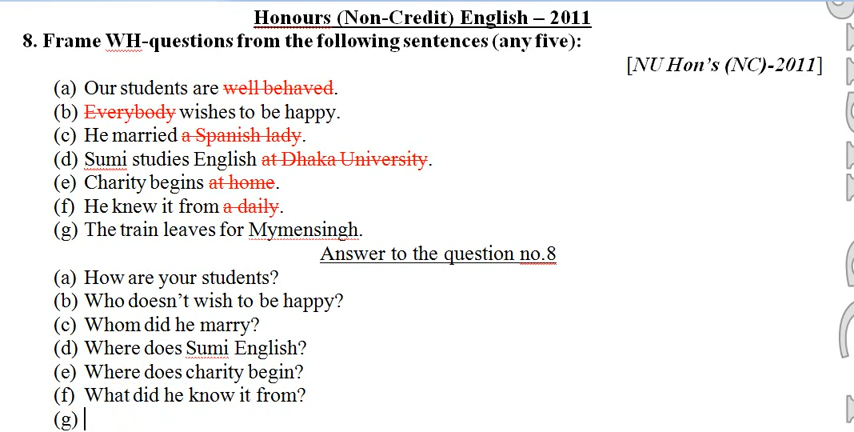 Honours (Non-Credit) English – 2011
8. Frame WH-questions from the following sentences (any five):
[NU Hon's (NC)-2011]
(a) Our students are well behaved.
(b) Everybody wishes to be happy.
(c) He married a Spanish lady.
(d) Sumi studies English at Dhaka University.
(e) Charity begins at home.
(f) He knew it from a daily.
(g) The train leaves for Mymensingh.
Answer to the question no.8
(a) How are your students?
(b) Who doesn't wish to be happy?
(c) Whom did he marry?
(d) Where does Sumi English?
(e) Where does charity begin?
(f) What did he know it from?
(g)